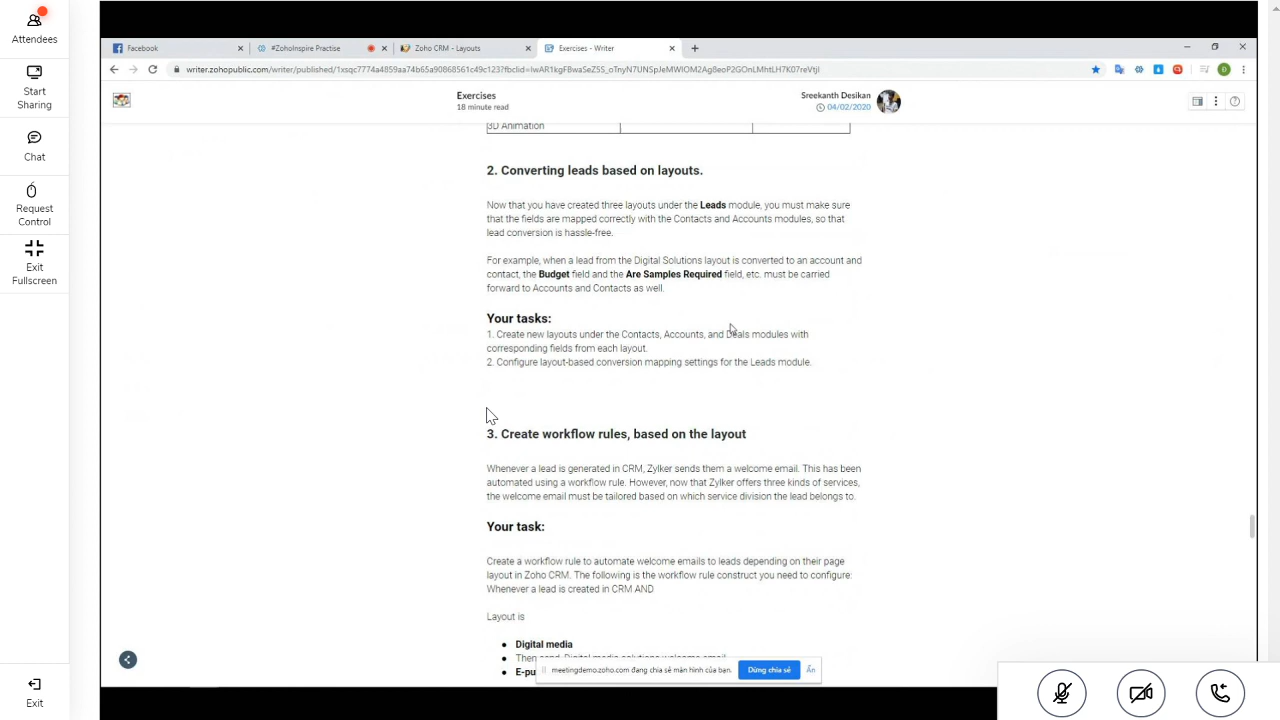 Attendees
Start
Sharing
Chat
Request
Control
Exit
Fullscreen
Exit
Facebook
#ZohoInspire Practise
Zoho CRM - Layouts
Exercises - Writer
Exercises
18 minute read
Sreekanth Desikan
04/02/2020
3D Animation
2. Converting leads based on layouts.
Now that you have created three layouts under the Leads module, you must make sure
that the fields are mapped correctly with the Contacts and Accounts modules, so that
lead conversion is hassle-free.
For example, when a lead from the Digital Solutions layout is converted to an account and
contact, the Budget field and the Are Samples Required field, etc. must be carried
forward to Accounts and Contacts as well.
Your tasks:
1. Create new layouts under the Contacts, Accounts, and Deals modules with
corresponding fields from each layout.
2. Configure layout-based conversion mapping settings for the Leads module.
3. Create workflow rules, based on the layout
Whenever a lead is generated in CRM, Zylker sends them a welcome email. This has been
automated using a workflow rule. However, now that Zylker offers three kinds of services,
the welcome email must be tailored based on which service division the lead belongs to.
Your task:
Create a workflow rule to automate welcome emails to leads depending on their page
layout in Zoho CRM. The following is the workflow rule construct you need to configure:
Whenever a lead is created in CRM AND
Layout is
Digital media
meetingdemo.zoho.com đang chia sẻ màn hình của bạn.
Dừng chia sẻ
Ẩn